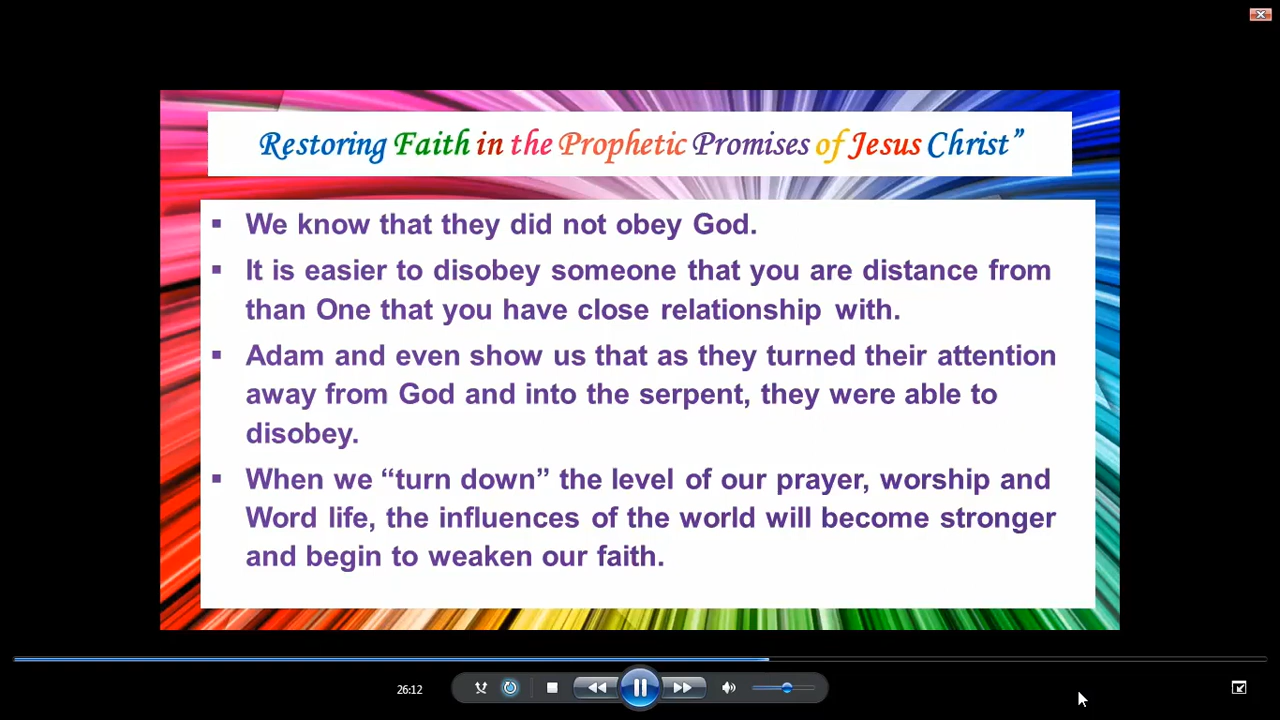 Restoring Faith in the Prophetic Promises of Jesus Christ”
▪ We know that they did not obey God.
▪ It is easier to disobey someone that you are distance from
than One that you have close relationship with.
▪ Adam and even show us that as they turned their attention
away from God and into the serpent, they were able to
disobey.
▪ When we “turn down” the level of our prayer, worship and
Word life, the influences of the world will become stronger
and begin to weaken our faith.
26:12